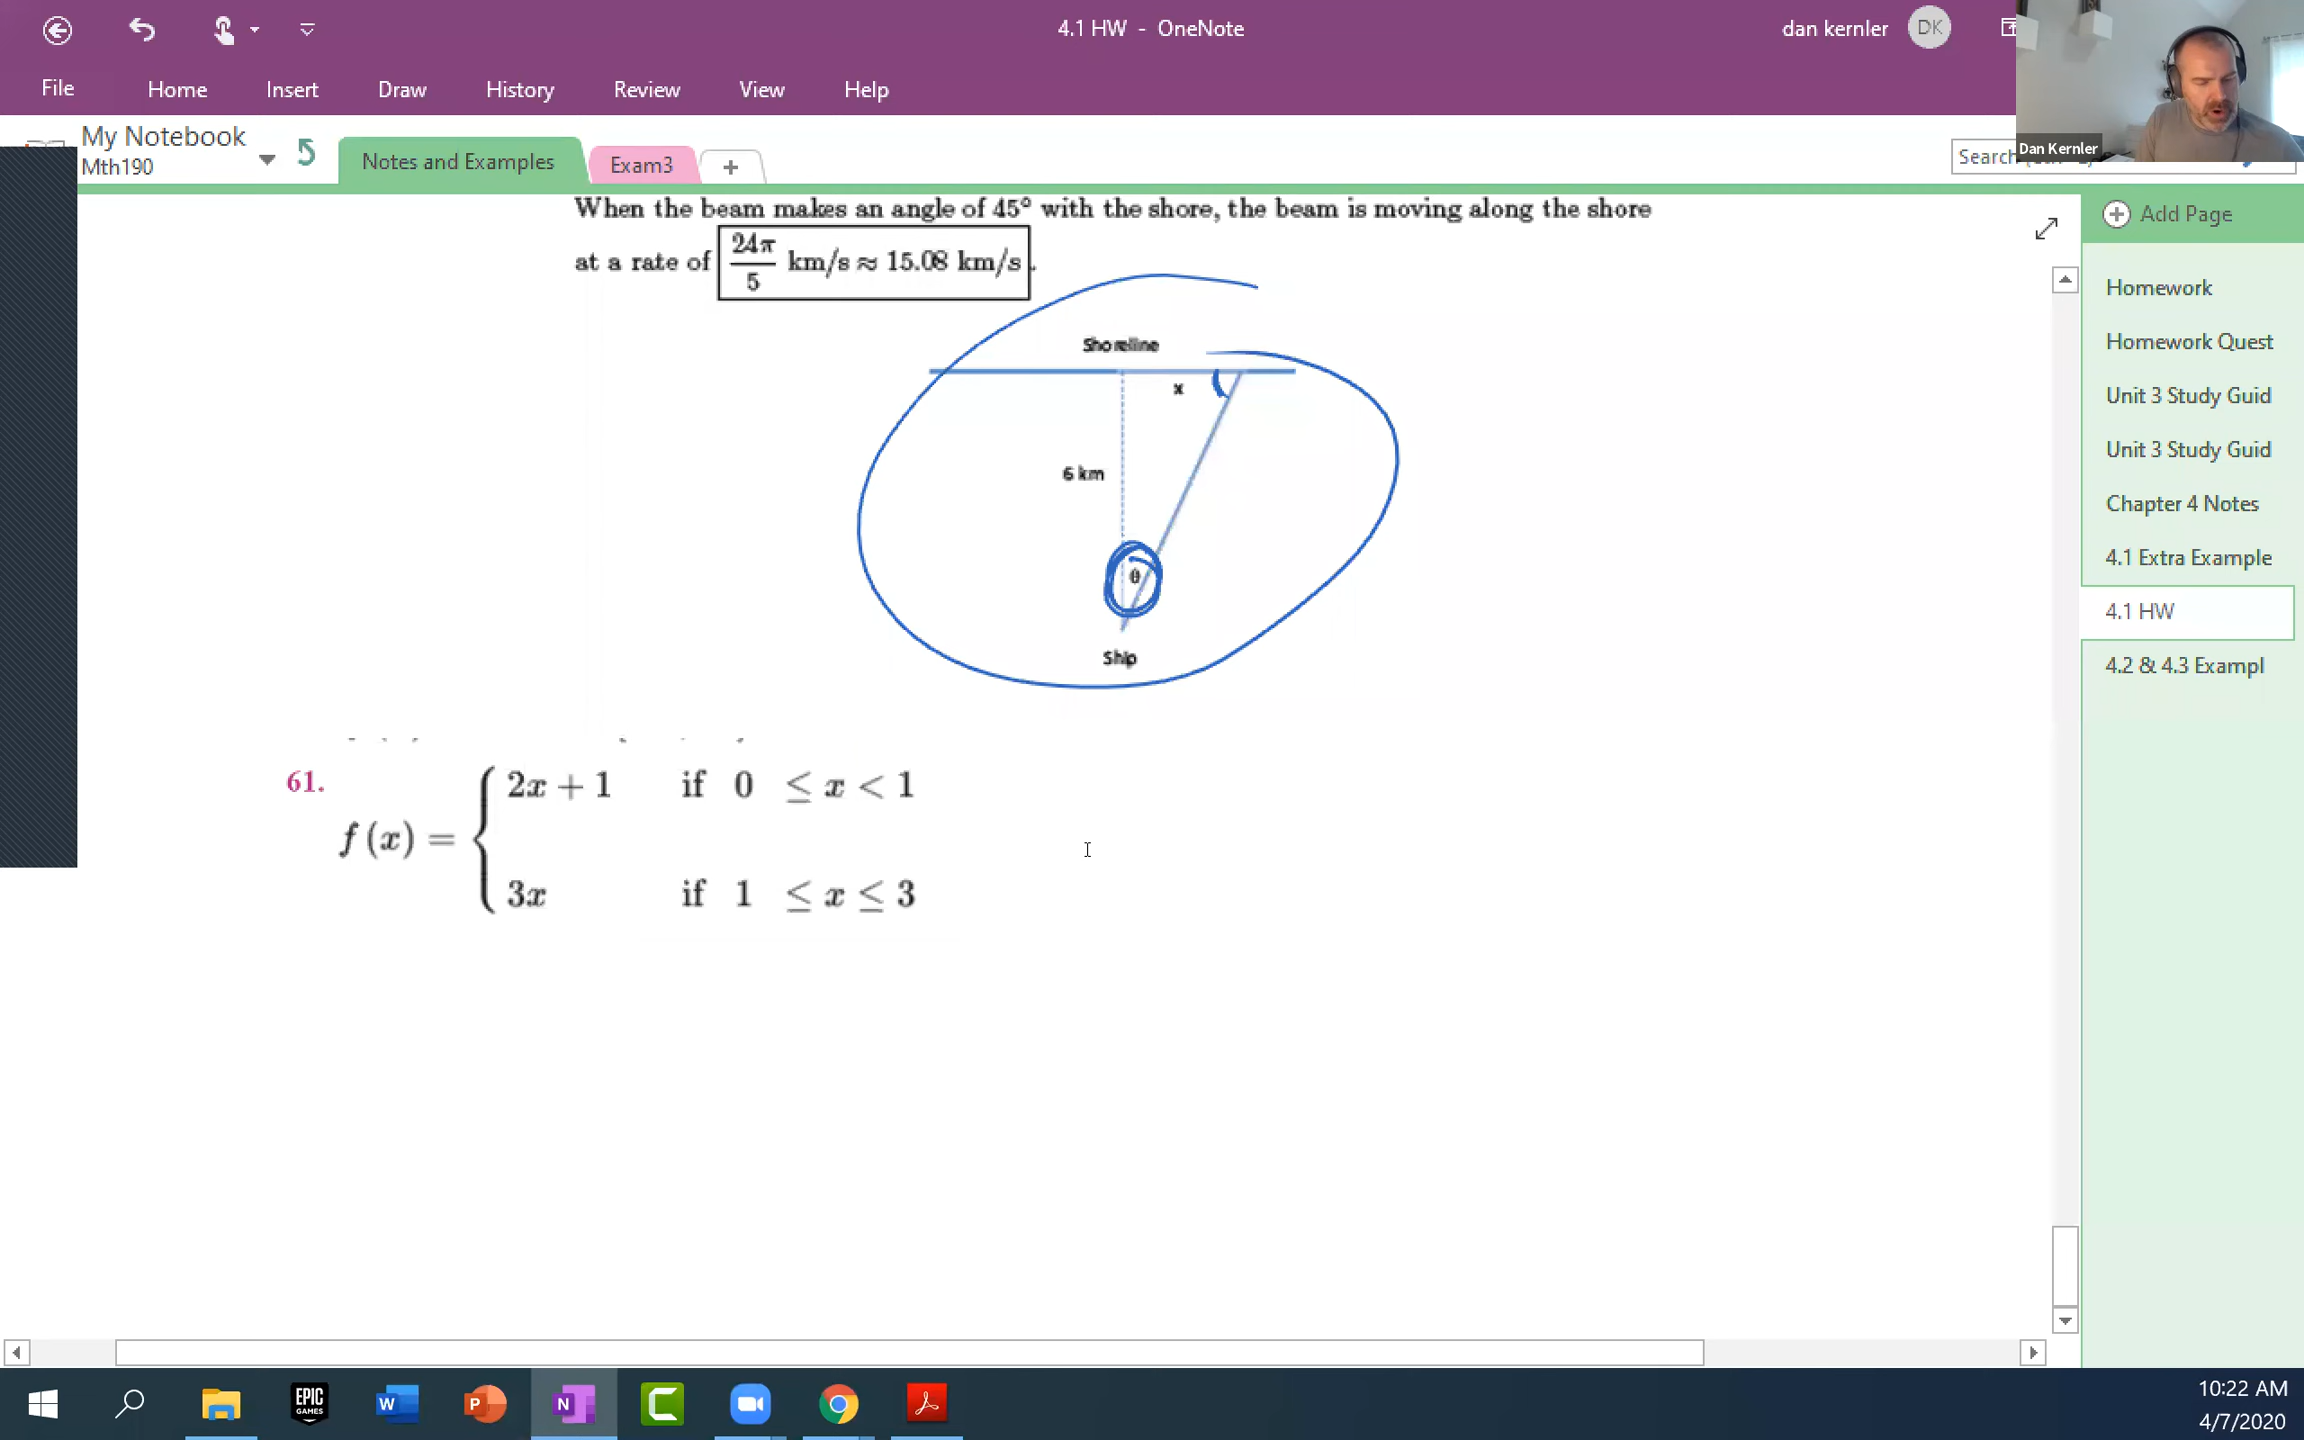 4.1 HW - OneNote
dan kernler DK
File Home Insert Draw History Review View Help
My Notebook
Mth190
Notes and Examples
Exam3
+
Search
Dan Kernler
When the beam makes an angle of 45° with the shore, the beam is moving along the shore
at a rate of 24π/5 km/s ≈ 15.08 km/s.
Shoreline
x
6 km
θ
Ship
61.
f(x) = { 2x + 1 if 0 ≤ x < 1
3x if 1 ≤ x ≤ 3
Add Page
Homework
Homework Quest
Unit 3 Study Guid
Unit 3 Study Guid
Chapter 4 Notes
4.1 Extra Example
4.1 HW
4.2 & 4.3 Exampl
EPIC
GAMES
W
P
N
10:22 AM
4/7/2020